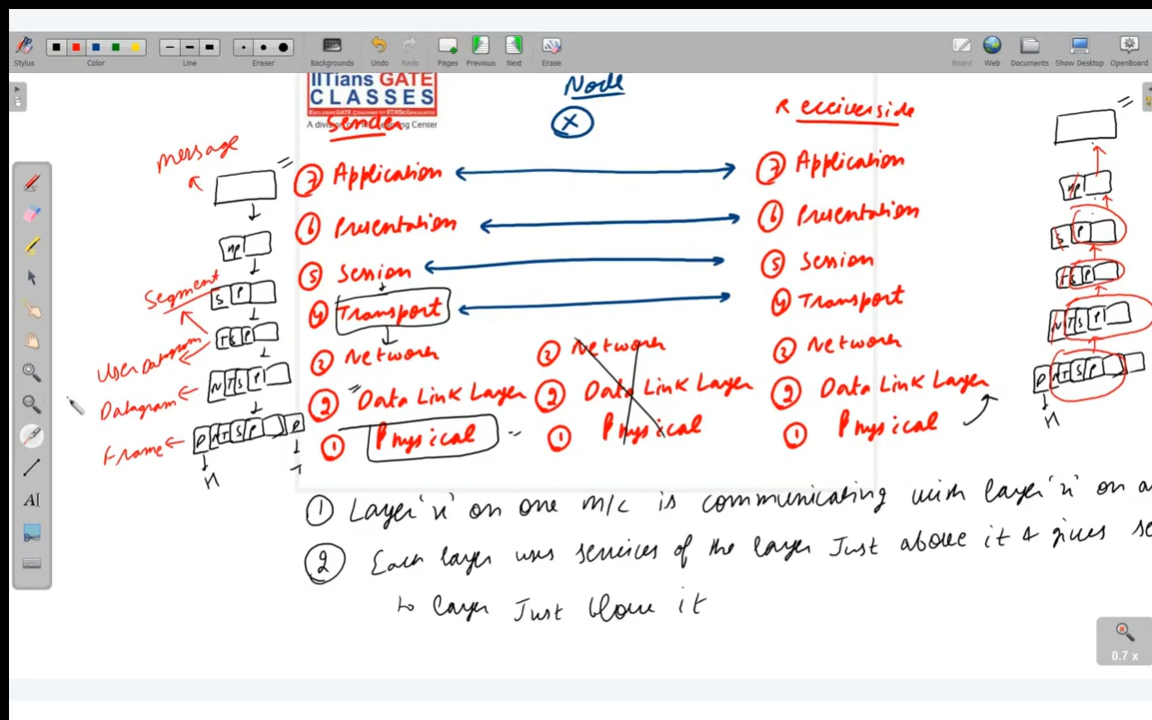 Stylus
Color
Line
Eraser
Backgrounds
Undo
Redo
Pages
Previous
Next
Erase
Board
Web
Documents
Show Desktop
OpenBoard
IITians GATE
CLASSES
Node
X
Sender
Receiverside
message
⑦ Application
⑦ Application
⑥ Presentation
⑥ Presentation
⑤ Session
⑤ Session
Segment
④ Transport
④ Transport
User Datagram
③ Network
③ Network
③ Network
Datagram
② Data Link Layer
② Data Link Layer
② Data Link Layer
Frame
① Physical
① Physical
① Physical
S P
T S P
N T S P
D N T S P D
H
T
S P
T S P
N T S P
D N T S P
H
① Layer 'n' on one m/c is communicating with layer 'n' on a
② Each layer uses services of the layer Just above it & gives se
to layer Just blow it
AI
0.7 x